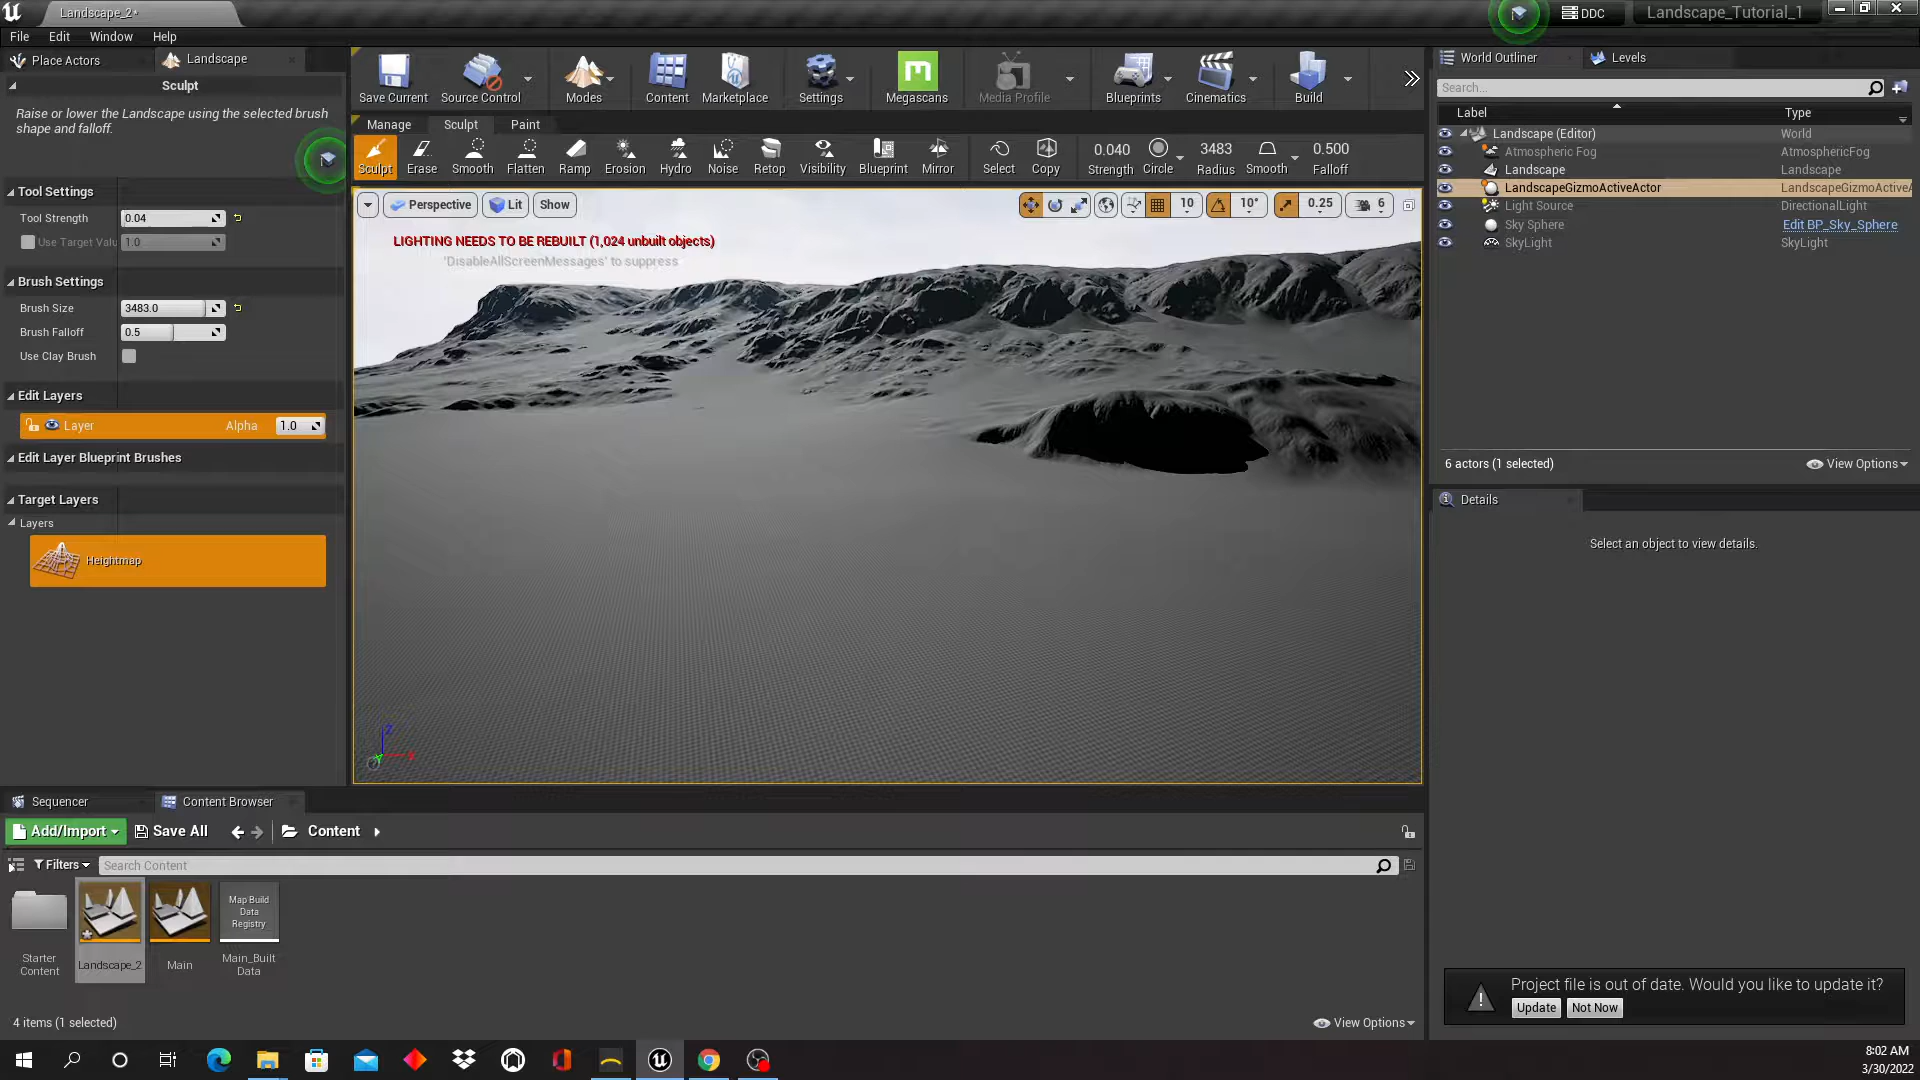 Landscape_2*
DDC
Landscape_Tutorial_1
File Edit Window Help
Place Actors
Landscape
Sculpt
Raise or lower the Landscape using the selected brush
shape and falloff.
Tool Settings
Tool Strength 0.04
Use Target Valu 1.0
Brush Settings
Brush Size 3483.0
Brush Falloff 0.5
Use Clay Brush
Edit Layers
Layer Alpha 1.0
Edit Layer Blueprint Brushes
Target Layers
Layers
Heightmap
Save Current Source Control Modes Content Marketplace Settings Megascans Media Profile Blueprints Cinematics Build
Manage Sculpt Paint
Sculpt Erase Smooth Flatten Ramp Erosion Hydro Noise Retop Visibility Blueprint Mirror Select Copy
0.040 3483 0.500
Strength Circle Radius Smooth Falloff
Perspective Lit Show
10 10° 0.25 6
LIGHTING NEEDS TO BE REBUILT (1,024 unbuilt objects)
'DisableAllScreenMessages' to suppress
Z
X
World Outliner
Levels
Search...
Label Type
Landscape (Editor) World
Atmospheric Fog AtmosphericFog
Landscape Landscape
LandscapeGizmoActiveActor LandscapeGizmoActiveA
Light Source DirectionalLight
Sky Sphere Edit BP_Sky_Sphere
SkyLight SkyLight
6 actors (1 selected)
View Options
Details
Select an object to view details.
Sequencer
Content Browser
Add/Import Save All Content
Filters Search Content
Map Build
Data
Registry
Starter
Content
Landscape_2
Main
Main_Built
Data
4 items (1 selected)
View Options
Project file is out of date. Would you like to update it?
Update Not Now
8:02 AM
3/30/2022